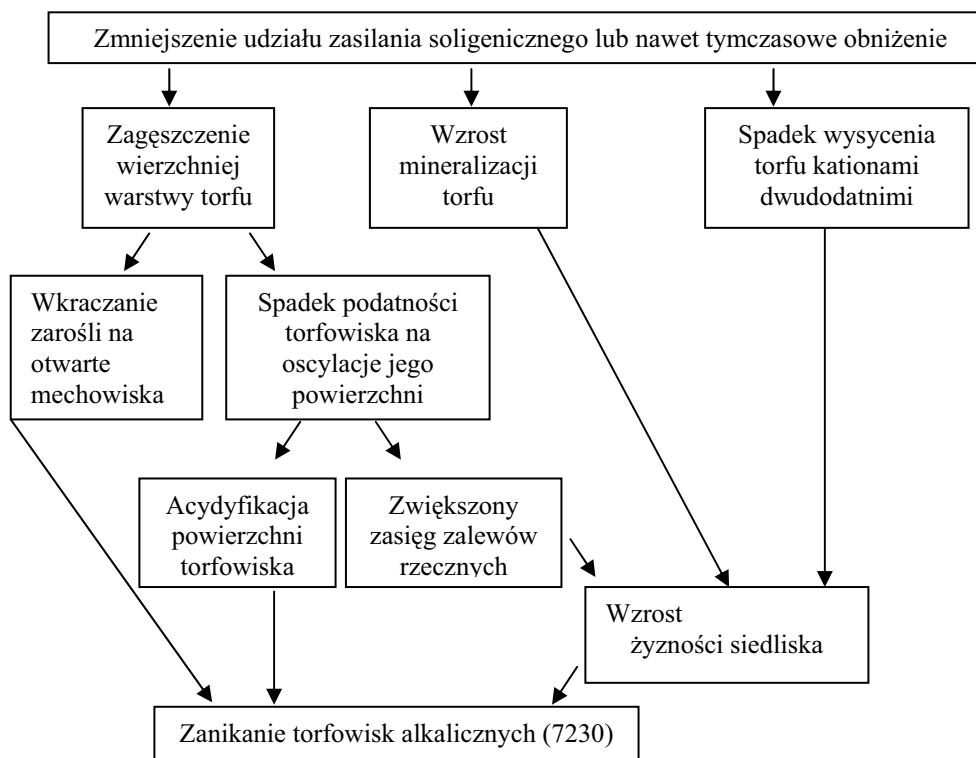 Zmniejszenie udziału zasilania soligenicznego lub nawet tymczasowe obniżenie
Zagęszczenie
wierzchniej
warstwy torfu
Wzrost
mineralizacji
torfu
Spadek wysycenia
torfu kationami
dwudodatnimi
Wkraczanie
zarośli na
otwarte
mechowiska
Spadek podatności
torfowiska na
oscylacje jego
powierzchni
Acydyfikacja
powierzchni
torfowiska
Zwiększony
zasięg zalewów
rzecznych
Wzrost
żyzności siedliska
Zanikanie torfowisk alkalicznych (7230)